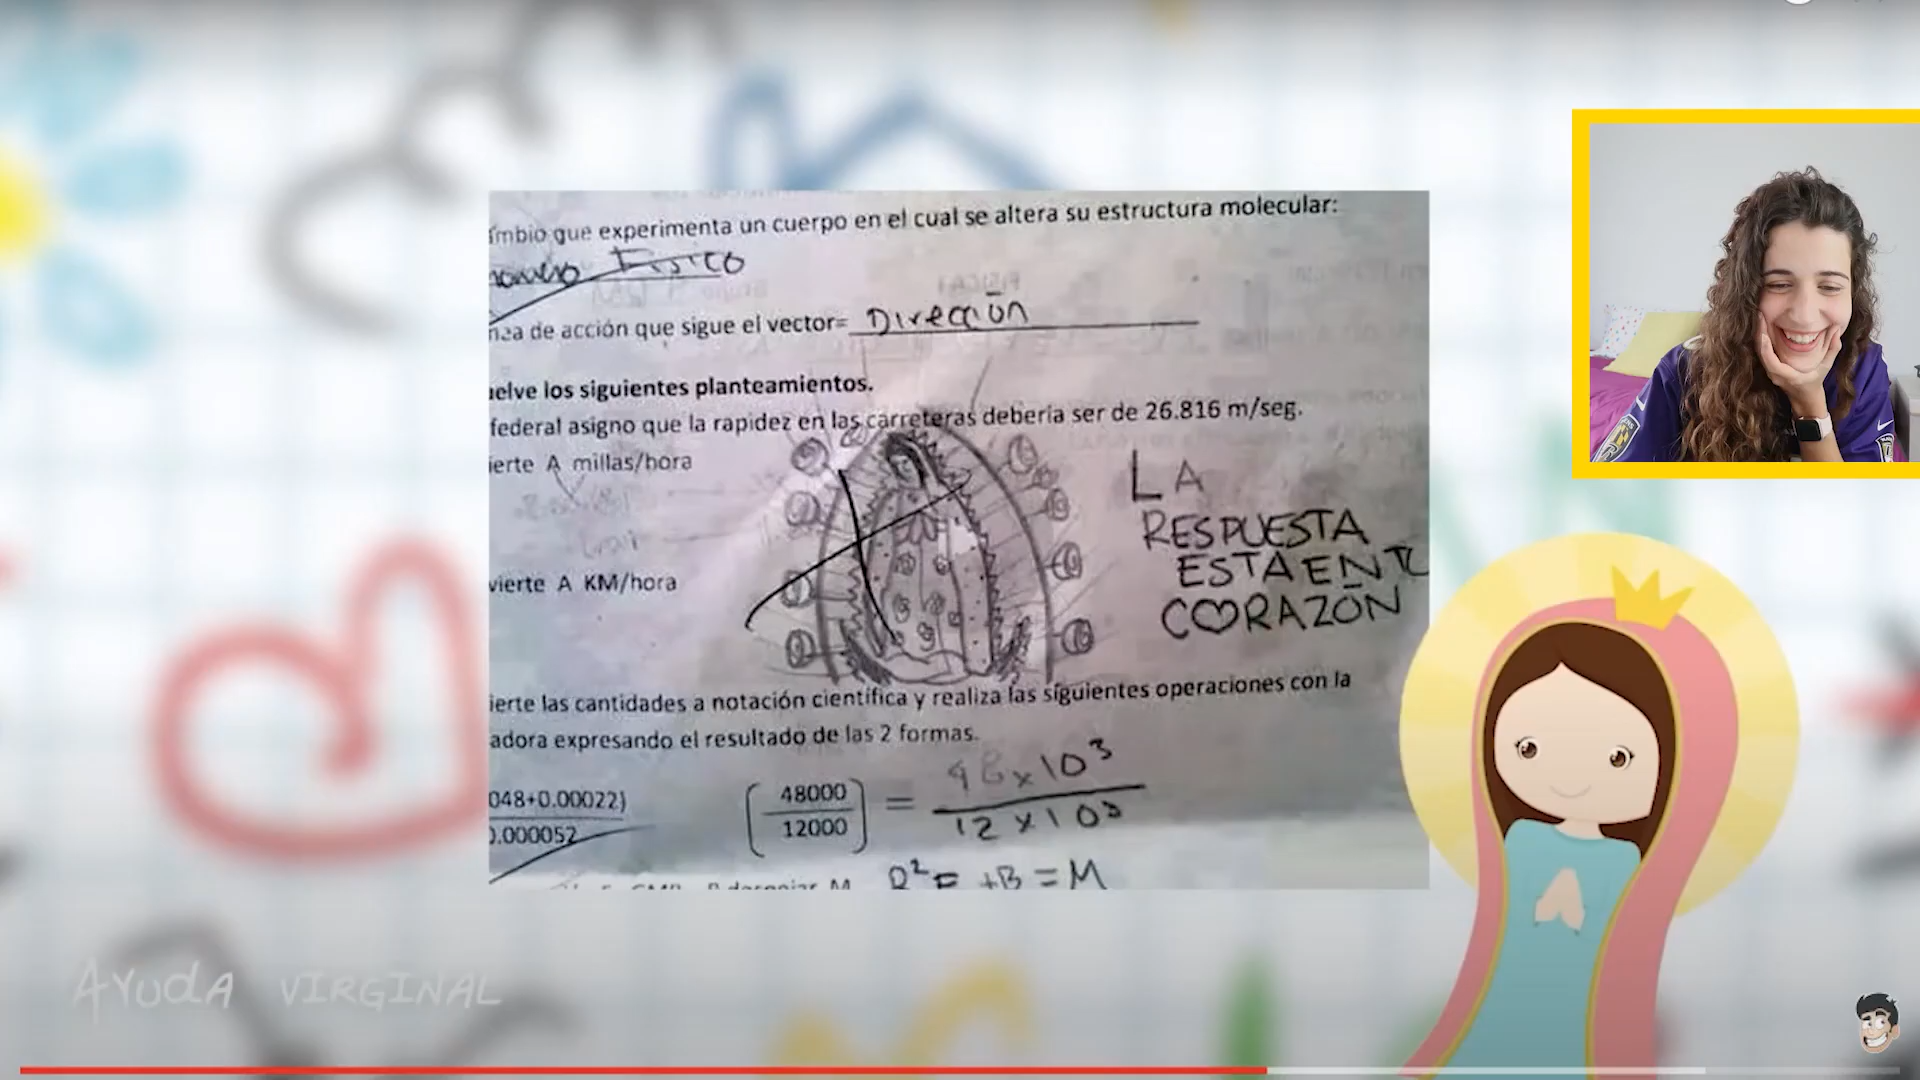 ímbio que experimenta un cuerpo en el cual se altera su estructura molecular:
Fisico
nea de acción que sigue el vector= Dirección
uelve los siguientes planteamientos.
federal asigno que la rapidez en las carreteras debería ser de 26.816 m/seg.
ierte A millas/hora
LA
RESPUESTA
ESTA EN TU
CORAZÓN
vierte A KM/hora
ierte las cantidades a notación científica y realiza las siguientes operaciones con la
adora expresando el resultado de las 2 formas.
048+0.00022)
0.000052
48000
12000
=
48x10³
12x10³
R²= +B=M
AYUdA VIRGINAL